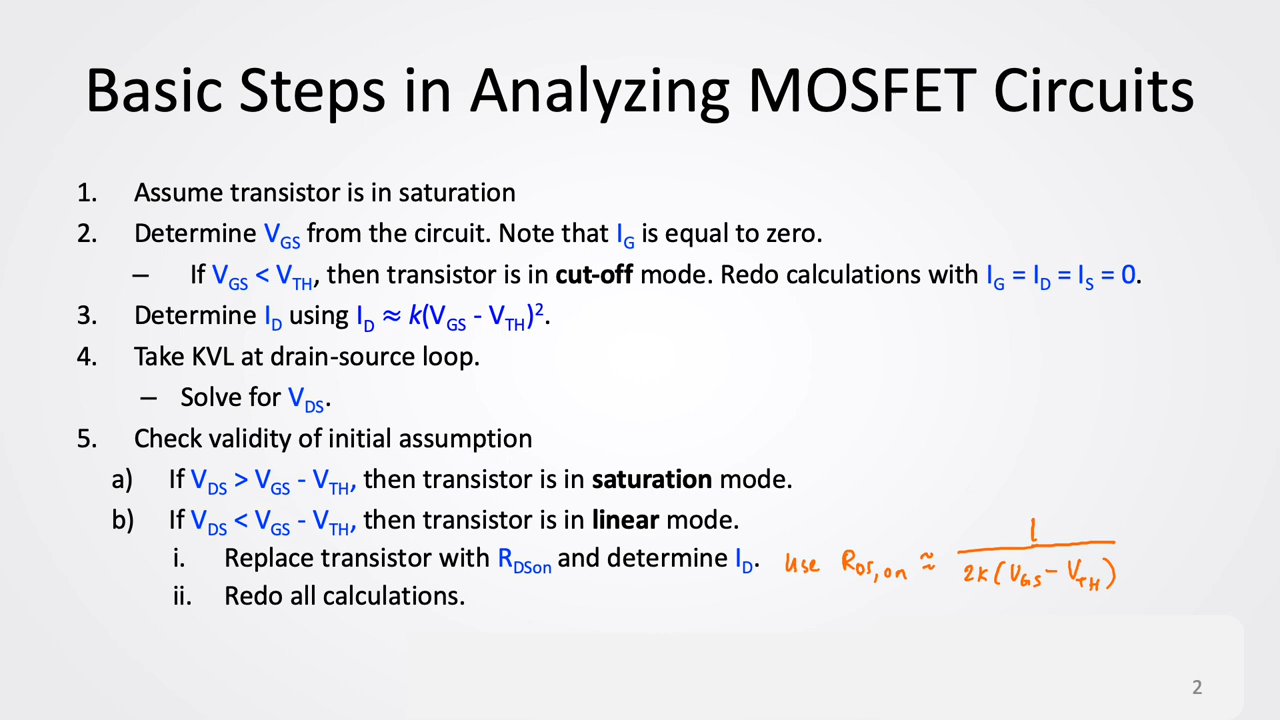 Basic Steps in Analyzing MOSFET Circuits
1. Assume transistor is in saturation
2. Determine V_GS from the circuit. Note that I_G is equal to zero.
– If V_GS < V_TH, then transistor is in cut-off mode. Redo calculations with I_G = I_D = I_S = 0.
3. Determine I_D using I_D ≈ k(V_GS - V_TH)².
4. Take KVL at drain-source loop.
– Solve for V_DS.
5. Check validity of initial assumption
a) If V_DS > V_GS - V_TH, then transistor is in saturation mode.
b) If V_DS < V_GS - V_TH, then transistor is in linear mode.
i. Replace transistor with R_DSon and determine I_D. use R_DS,on ≈ 1 / 2k(V_GS - V_TH)
ii. Redo all calculations.
2